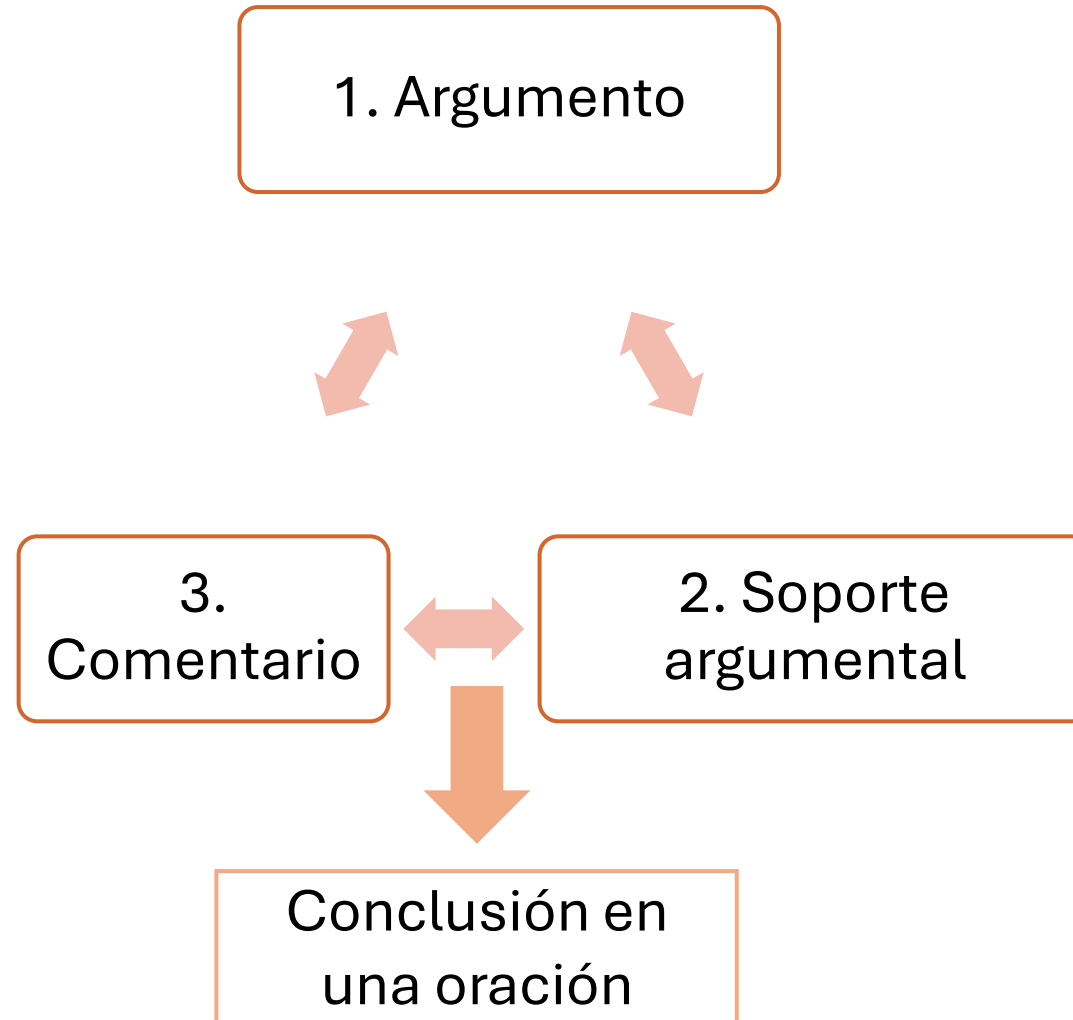 1. Argumento
3.
Comentario
2. Soporte
argumental
Conclusión en
una oración